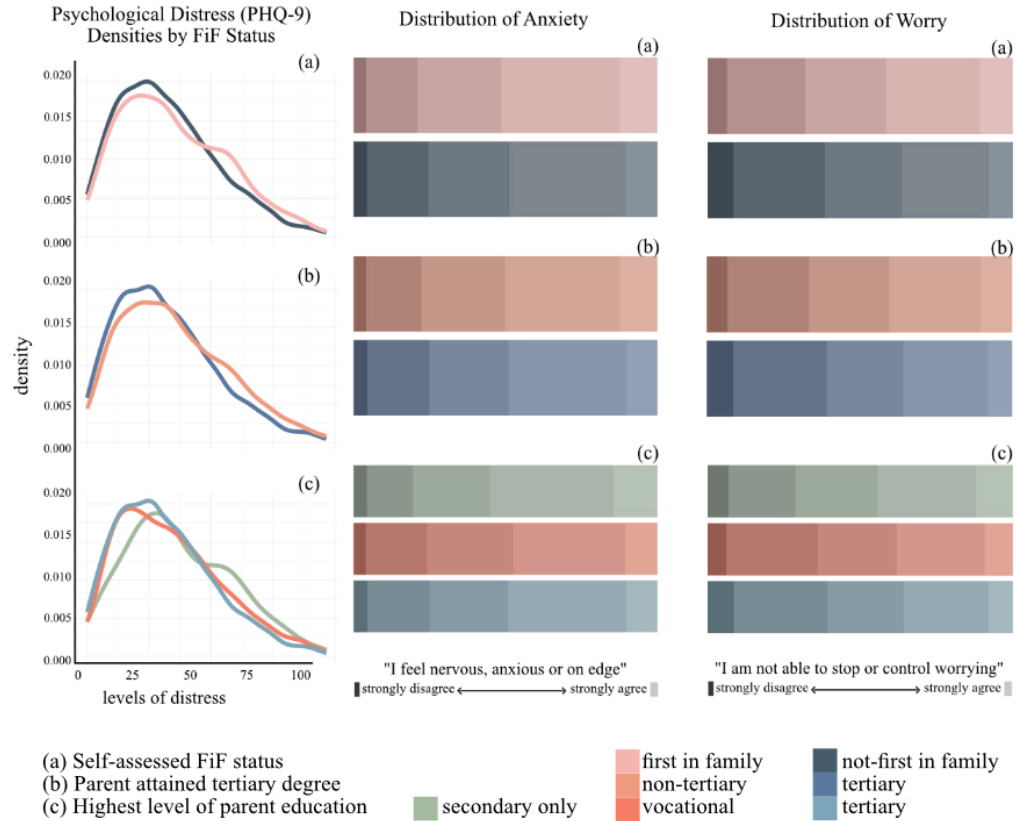 Psychological Distress (PHQ-9)
Densities by FiF Status
Distribution of Anxiety
Distribution of Worry
(a)
(a)
(a)
0.020
0.015
0.010
0.005
0.000
(b)
(b)
(b)
0.020
0.015
0.010
0.005
0.000
density
(c)
(c)
(c)
0.020
0.015
0.010
0.005
0.000
0 25 50 75 100
levels of distress
"I feel nervous, anxious or on edge"
strongly disagree strongly agree
"I am not able to stop or control worrying"
strongly disagree strongly agree
(a) Self-assessed FiF status
(b) Parent attained tertiary degree
(c) Highest level of parent education
secondary only
first in family
non-tertiary
vocational
not-first in family
tertiary
tertiary